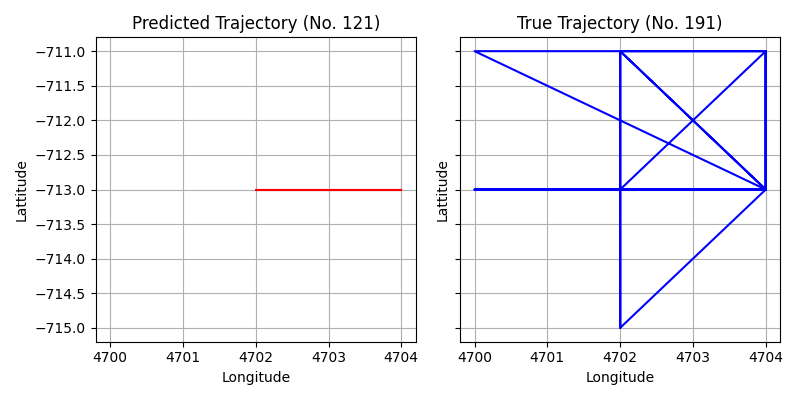 Predicted Trajectory (No. 121)
True Trajectory (No. 191)
Lattitude
−711.0
−711.5
−712.0
−712.5
−713.0
−713.5
−714.0
−714.5
−715.0
4700 4701 4702 4703 4704
Longitude
Lattitude
4700 4701 4702 4703 4704
Longitude